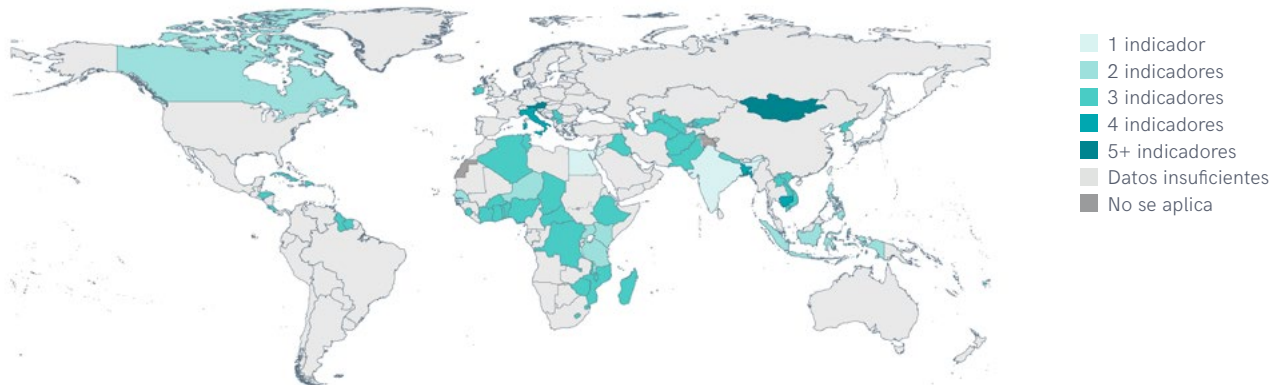 1 indicador
2 indicadores
3 indicadores
4 indicadores
5+ indicadores
Datos insuficientes
No se aplica